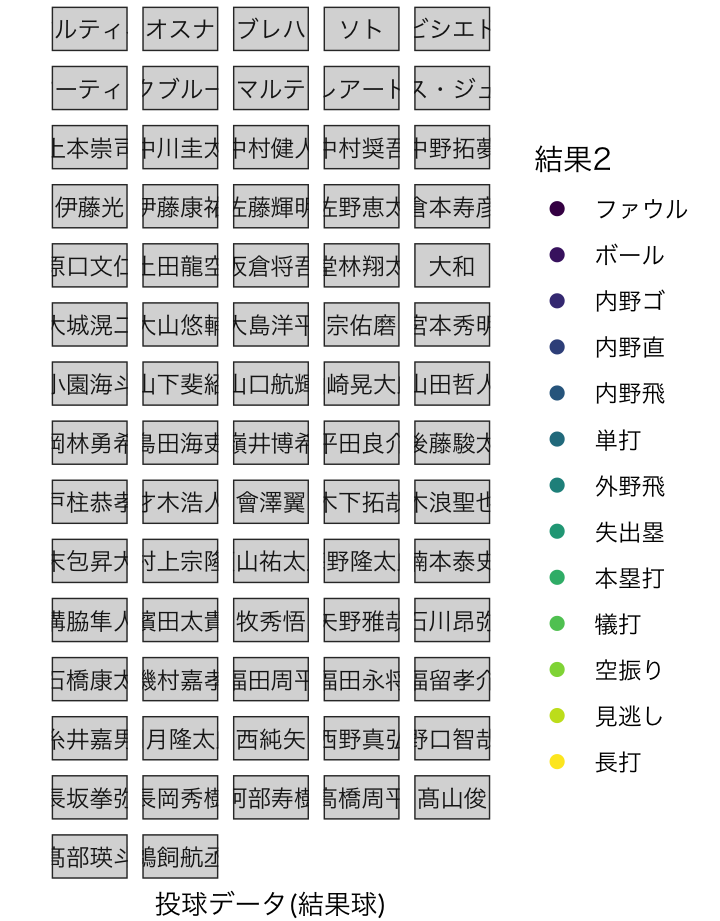 ルティ オスナ ブレハ ソト ビシエト
ーティ クブルー マルテ レアート ス・ジュ
上本崇司 中川圭太 中村健人 中村奨吾 中野拓夢
伊藤光 伊藤康祐 佐藤輝明 佐野恵太 倉本寿彦
原口文仁 土田龍空 坂倉将吾 堂林翔太 大和
大城滉二 大山悠輔 大島洋平 宗佑磨 宮本秀明
小園海斗 山下斐紹 山口航輝 崎晃大 山田哲人
岡林勇希 島田海吏 嶺井博希 平田良介 後藤駿太
戸柱恭孝 才木浩人 會澤翼 木下拓哉 木浪聖也
末包昇大 村上宗隆 山祐太 野隆太 楠本泰史
溝脇隼人 濱田太貴 牧秀悟 矢野雅哉 石川昂弥
石橋康太 磯村嘉孝 福田周平 福田永将 福留孝介
糸井嘉男 月隆太 西純矢 西野真弘 野口智哉
長坂拳弥 長岡秀樹 阿部寿樹 高橋周平 髙山俊
髙部瑛斗 鵜飼航丞
投球データ(結果球)
結果2
ファウル
ボール
内野ゴ
内野直
内野飛
単打
外野飛
失出塁
本塁打
犠打
空振り
見逃し
長打